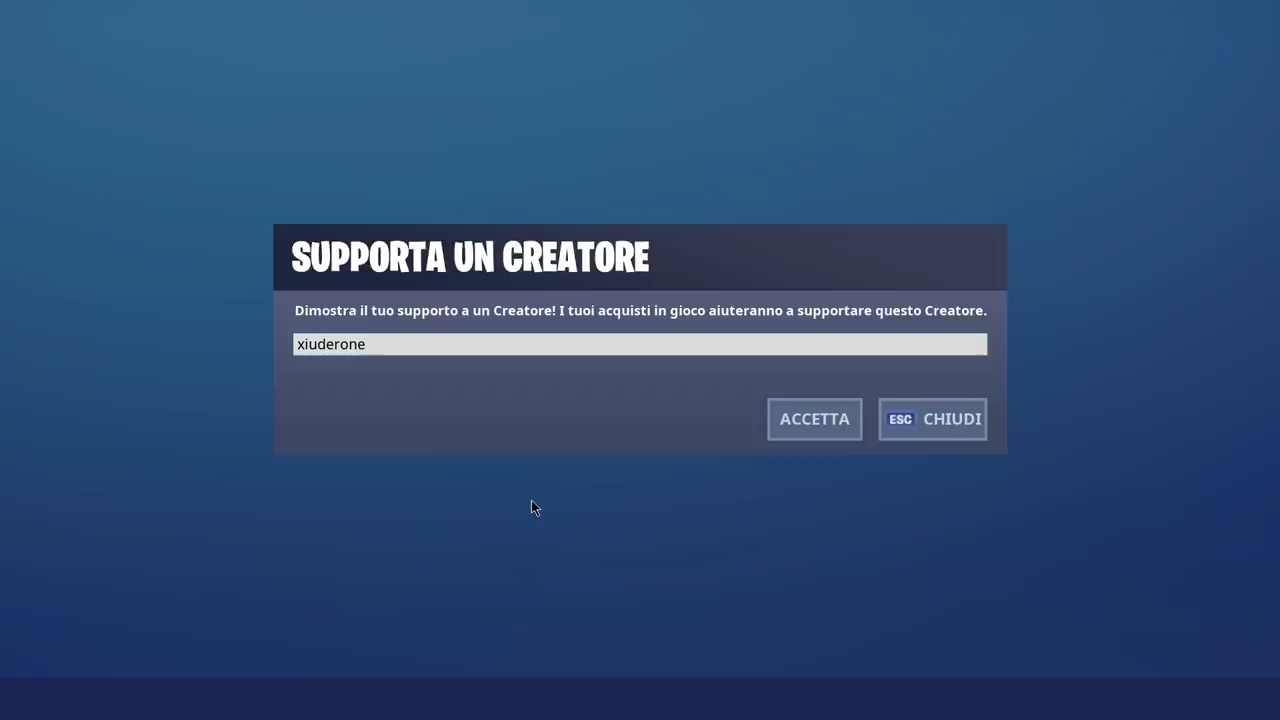 SUPPORTA UN CREATORE
Dimostra il tuo supporto a un Creatore! I tuoi acquisti in gioco aiuteranno a supportare questo Creatore.
xiuderone
ACCETTA
ESC CHIUDI